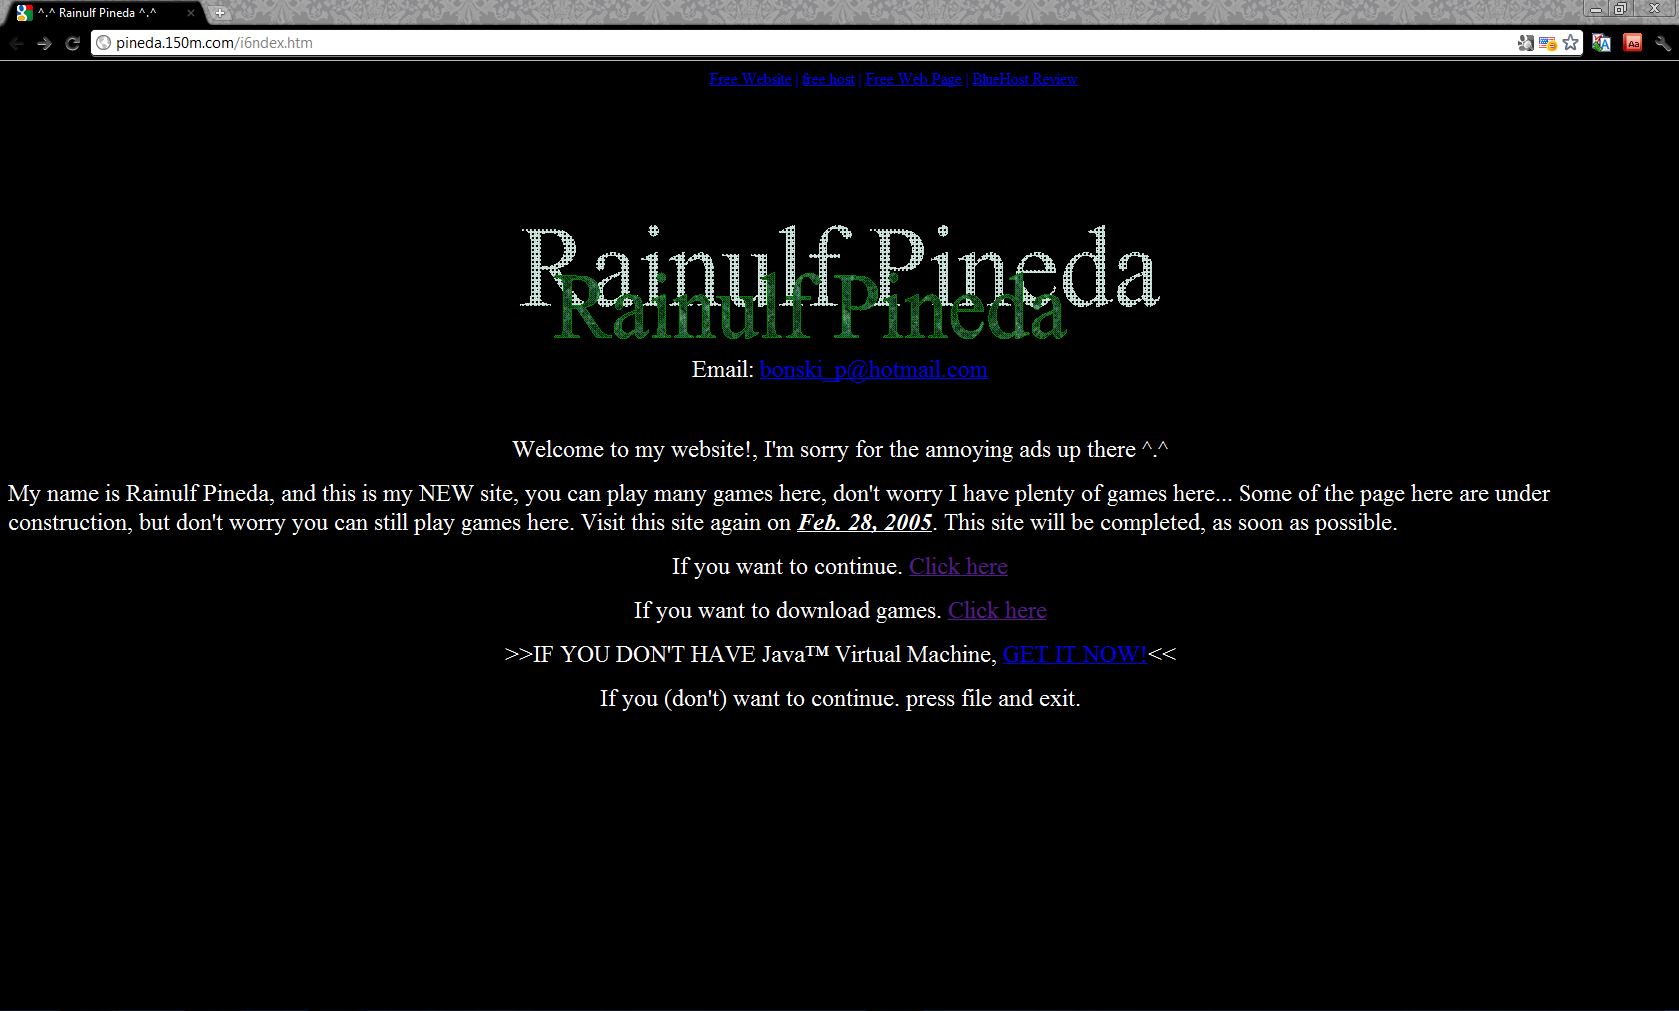 ^.^ Rainulf Pineda ^.^
pineda.150m.com/i6ndex.htm
Free Website | free host | Free Web Page | BlueHost Review
Rainulf Pineda
Rainulf Pineda
Email: bonski_p@hotmail.com
Welcome to my website!, I'm sorry for the annoying ads up there ^.^
My name is Rainulf Pineda, and this is my NEW site, you can play many games here, don't worry I have plenty of games here... Some of the page here are under
construction, but don't worry you can still play games here. Visit this site again on Feb. 28, 2005. This site will be completed, as soon as possible.
If you want to continue. Click here
If you want to download games. Click here
>>IF YOU DON'T HAVE Java™ Virtual Machine, GET IT NOW!<<
If you (don't) want to continue. press file and exit.